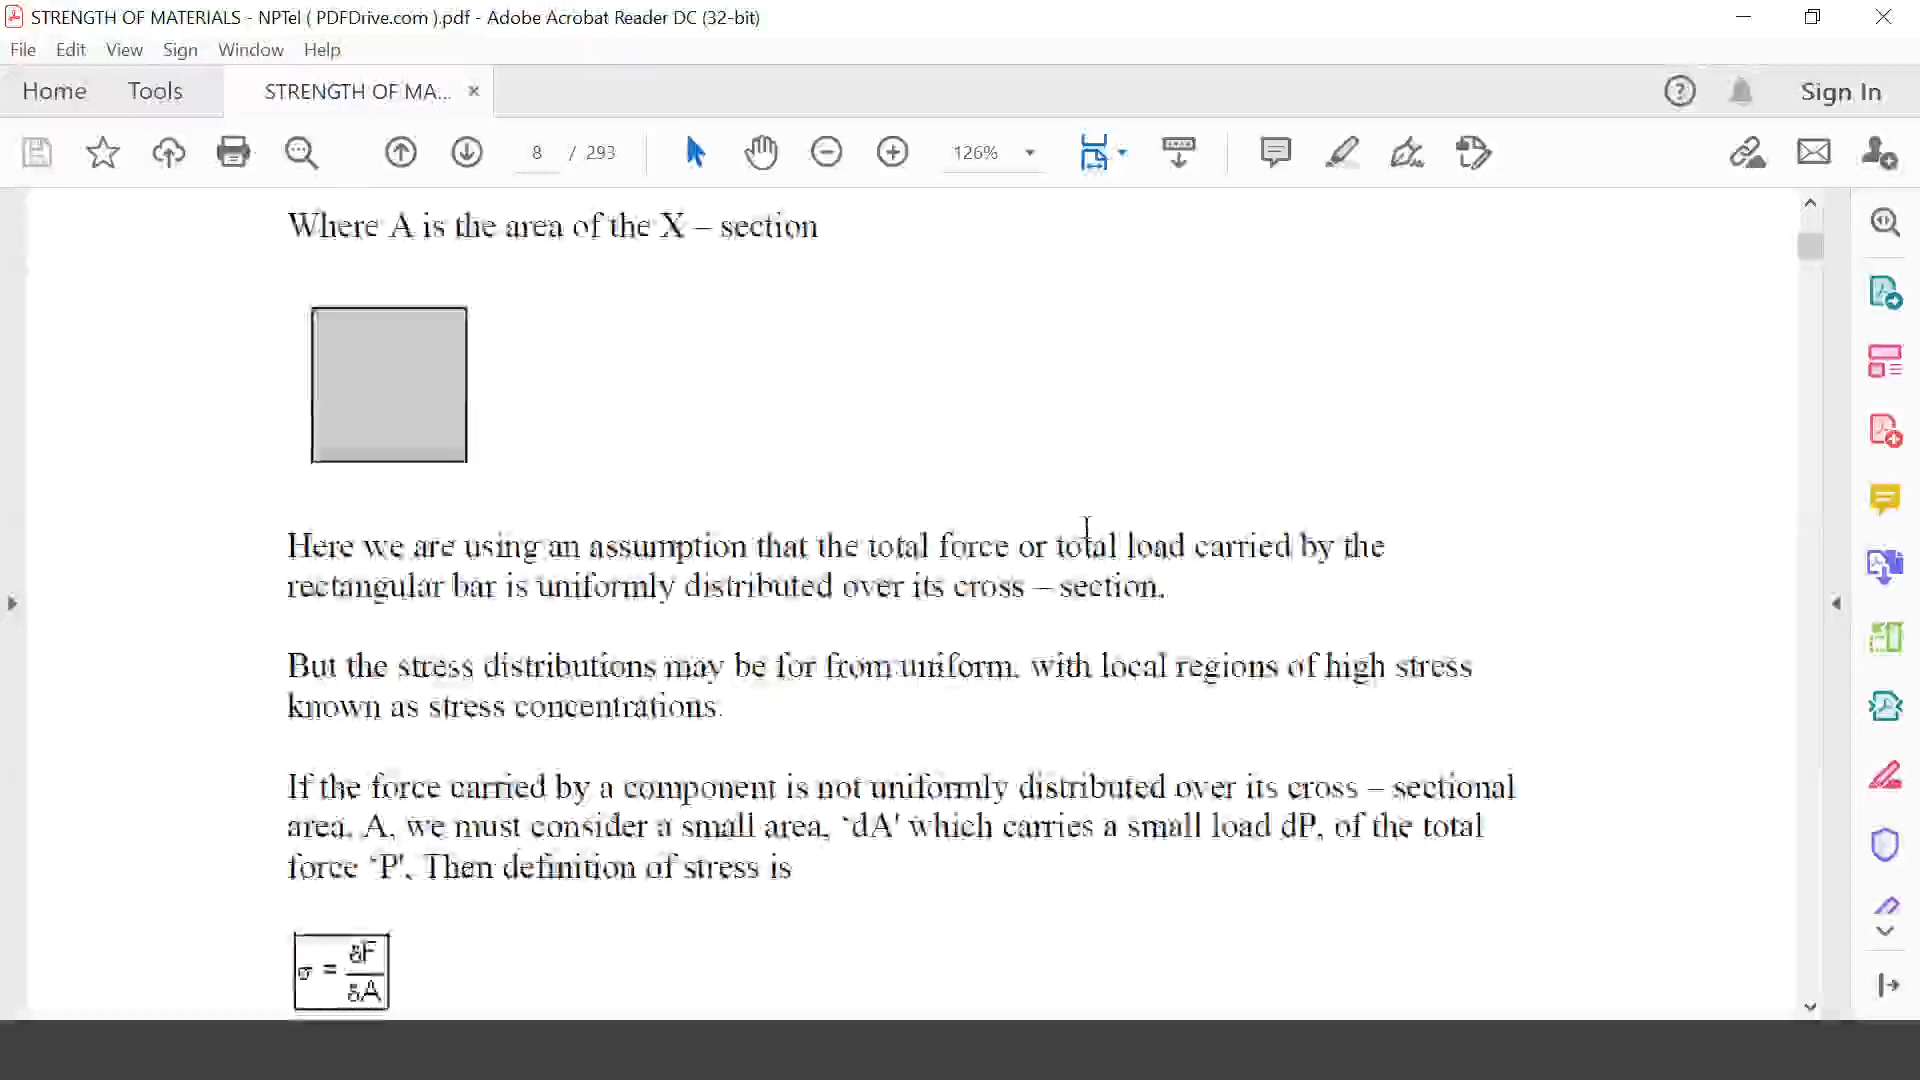 STRENGTH OF MATERIALS - NPTel ( PDFDrive.com ).pdf - Adobe Acrobat Reader DC (32-bit)
File Edit View Sign Window Help
Home Tools STRENGTH OF MA... × Sign In
8 / 293 126%
Where A is the area of the X – section
Here we are using an assumption that the total force or total load carried by the
rectangular bar is uniformly distributed over its cross – section.
But the stress distributions may be for from uniform, with local regions of high stress
known as stress concentrations.
If the force carried by a component is not uniformly distributed over its cross – sectional
area, A, we must consider a small area, ‘dA' which carries a small load dP, of the total
force ‘P', Then definition of stress is
σ = δF / δA